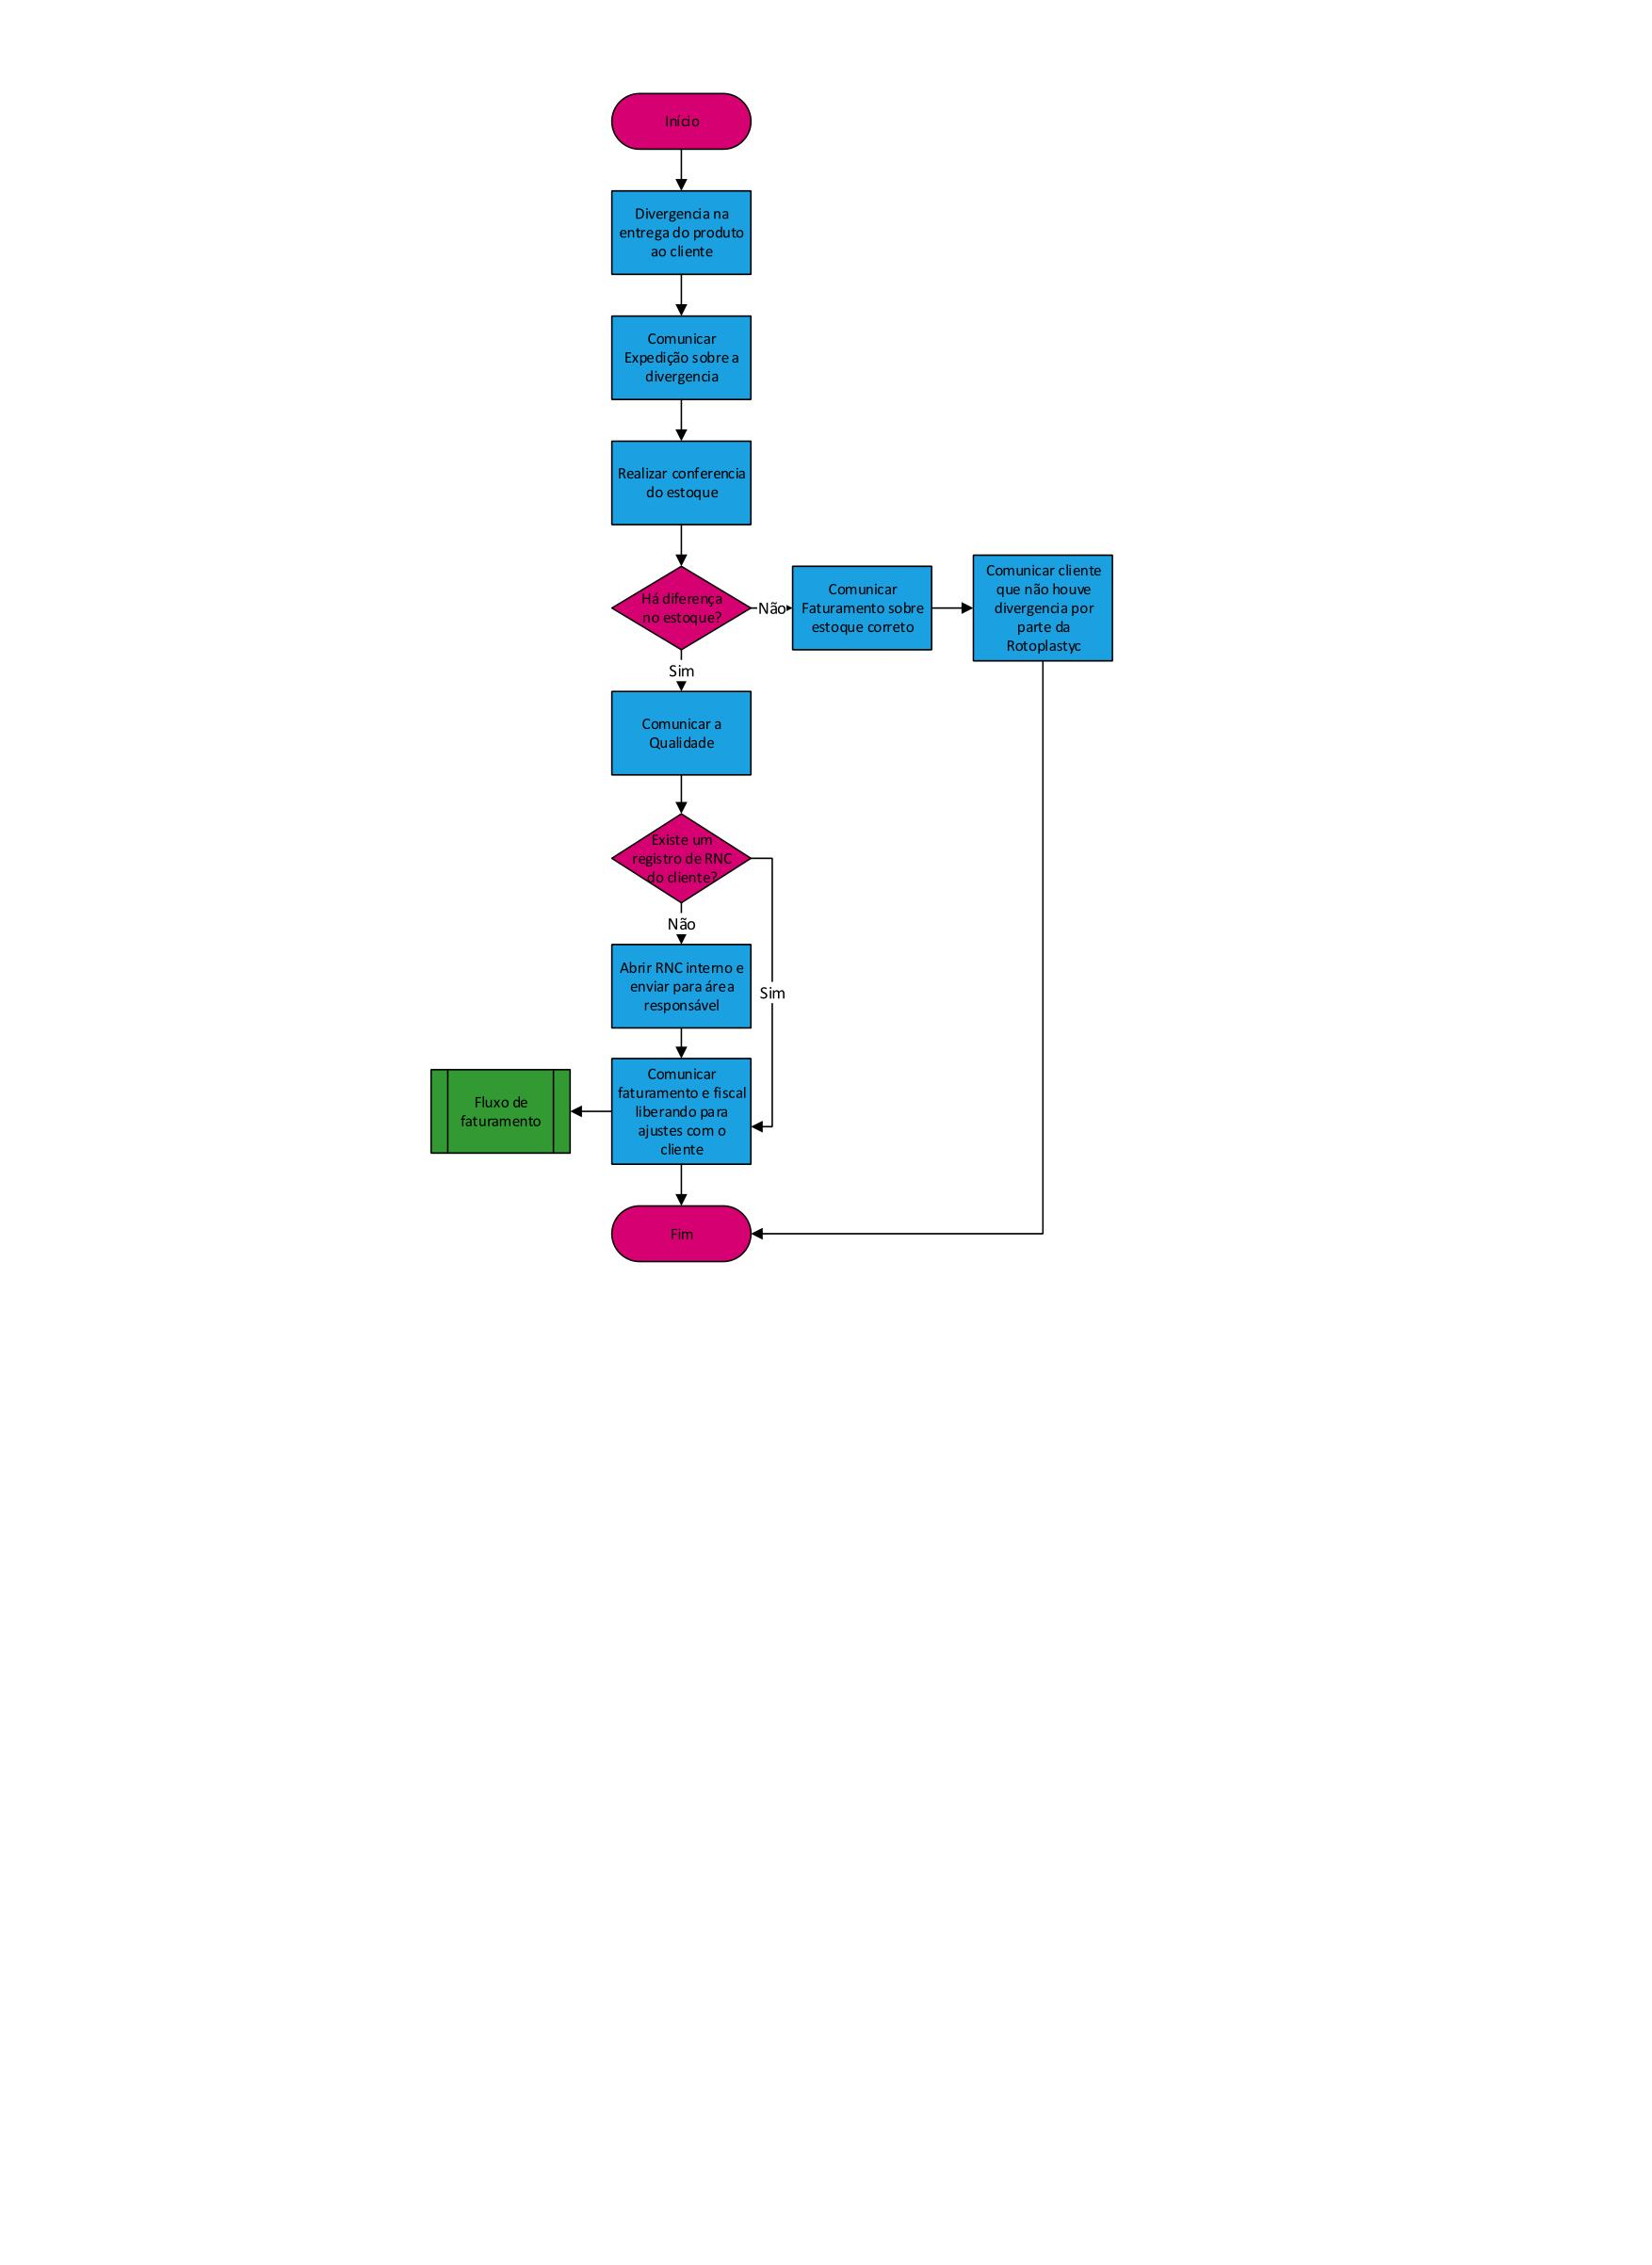 Início
Divergencia na
entrega do produto
ao cliente
Comunicar
Expedição sobre a
divergencia
Realizar conferencia
do estoque
Há diferença
no estoque?
Não
Comunicar
Faturamento sobre
estoque correto
Comunicar cliente
que não houve
divergencia por
parte da
Rotoplastyc
Sim
Comunicar a
Qualidade
Existe um
registro de RNC
do cliente?
Não
Abrir RNC interno e
enviar para área
responsável
Sim
Comunicar
faturamento e fiscal
liberando para
ajustes com o
cliente
Fluxo de
faturamento
Fim